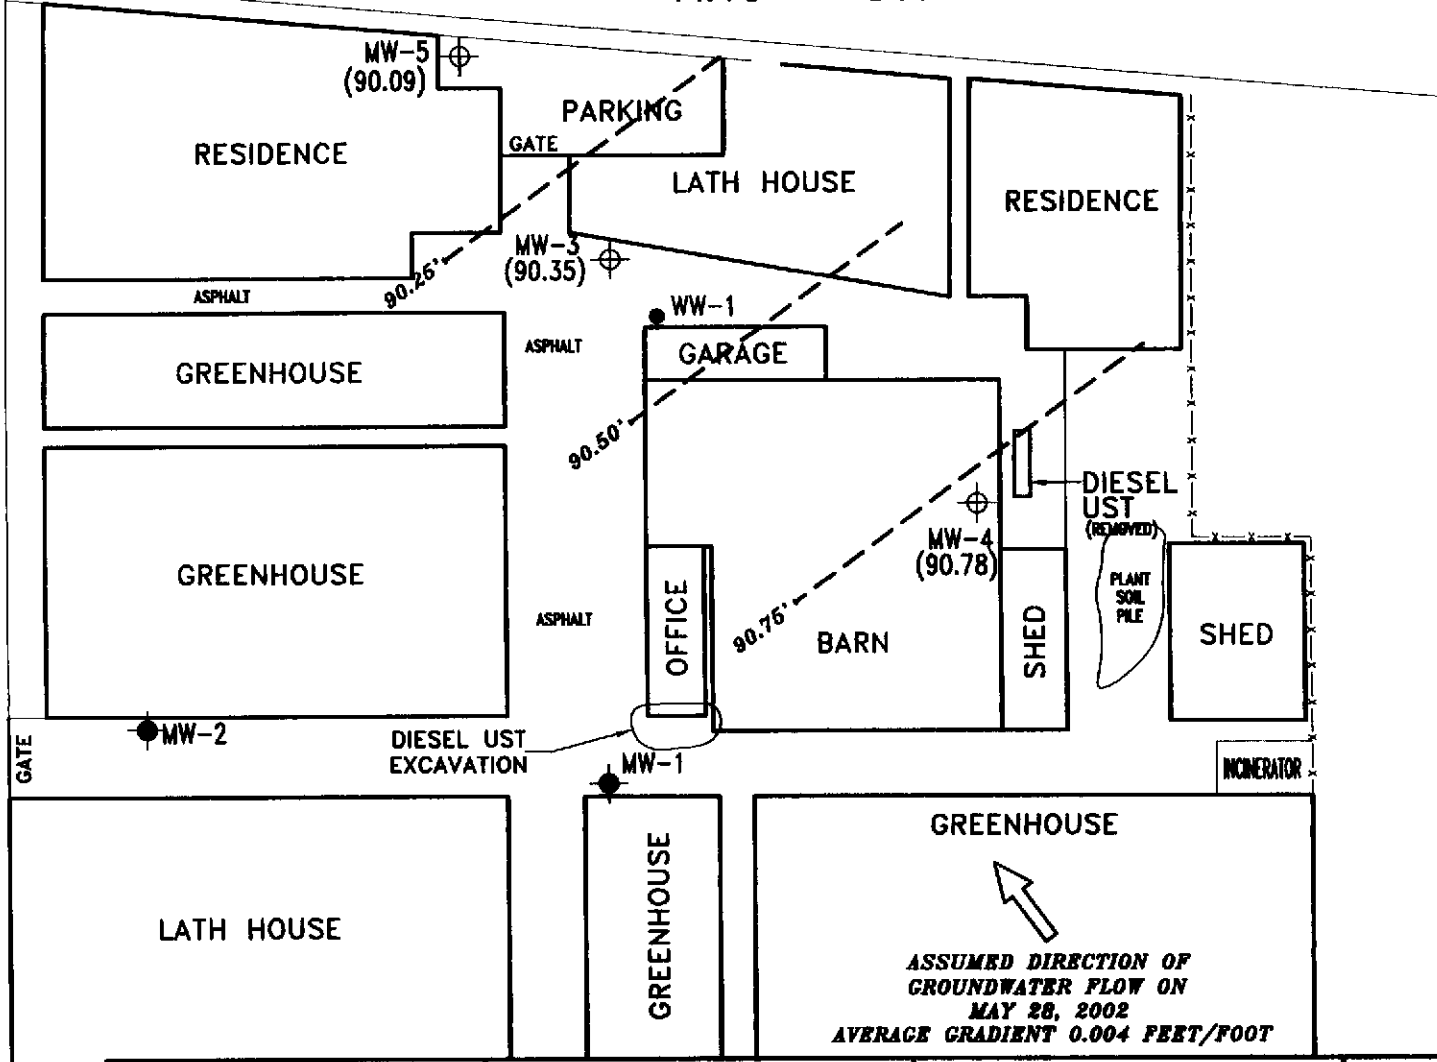 MW-5
(90.09)
PARKING
GATE
RESIDENCE
LATH HOUSE
RESIDENCE
MW-3
(90.35)
90.26'
ASPHALT
WW-1
ASPHALT
GARAGE
GREENHOUSE
90.50'
DIESEL
UST
(REMOVED)
MW-4
(90.78)
GREENHOUSE
PLANT
SOIL
PILE
ASPHALT
OFFICE
90.75'
BARN
SHED
SHED
MW-2
DIESEL UST
EXCAVATION
GATE
MW-1
INCINERATOR
GREENHOUSE
LATH HOUSE
GREENHOUSE
ASSUMED DIRECTION OF
GROUNDWATER FLOW ON
MAY 28, 2002
AVERAGE GRADIENT 0.004 FEET/FOOT